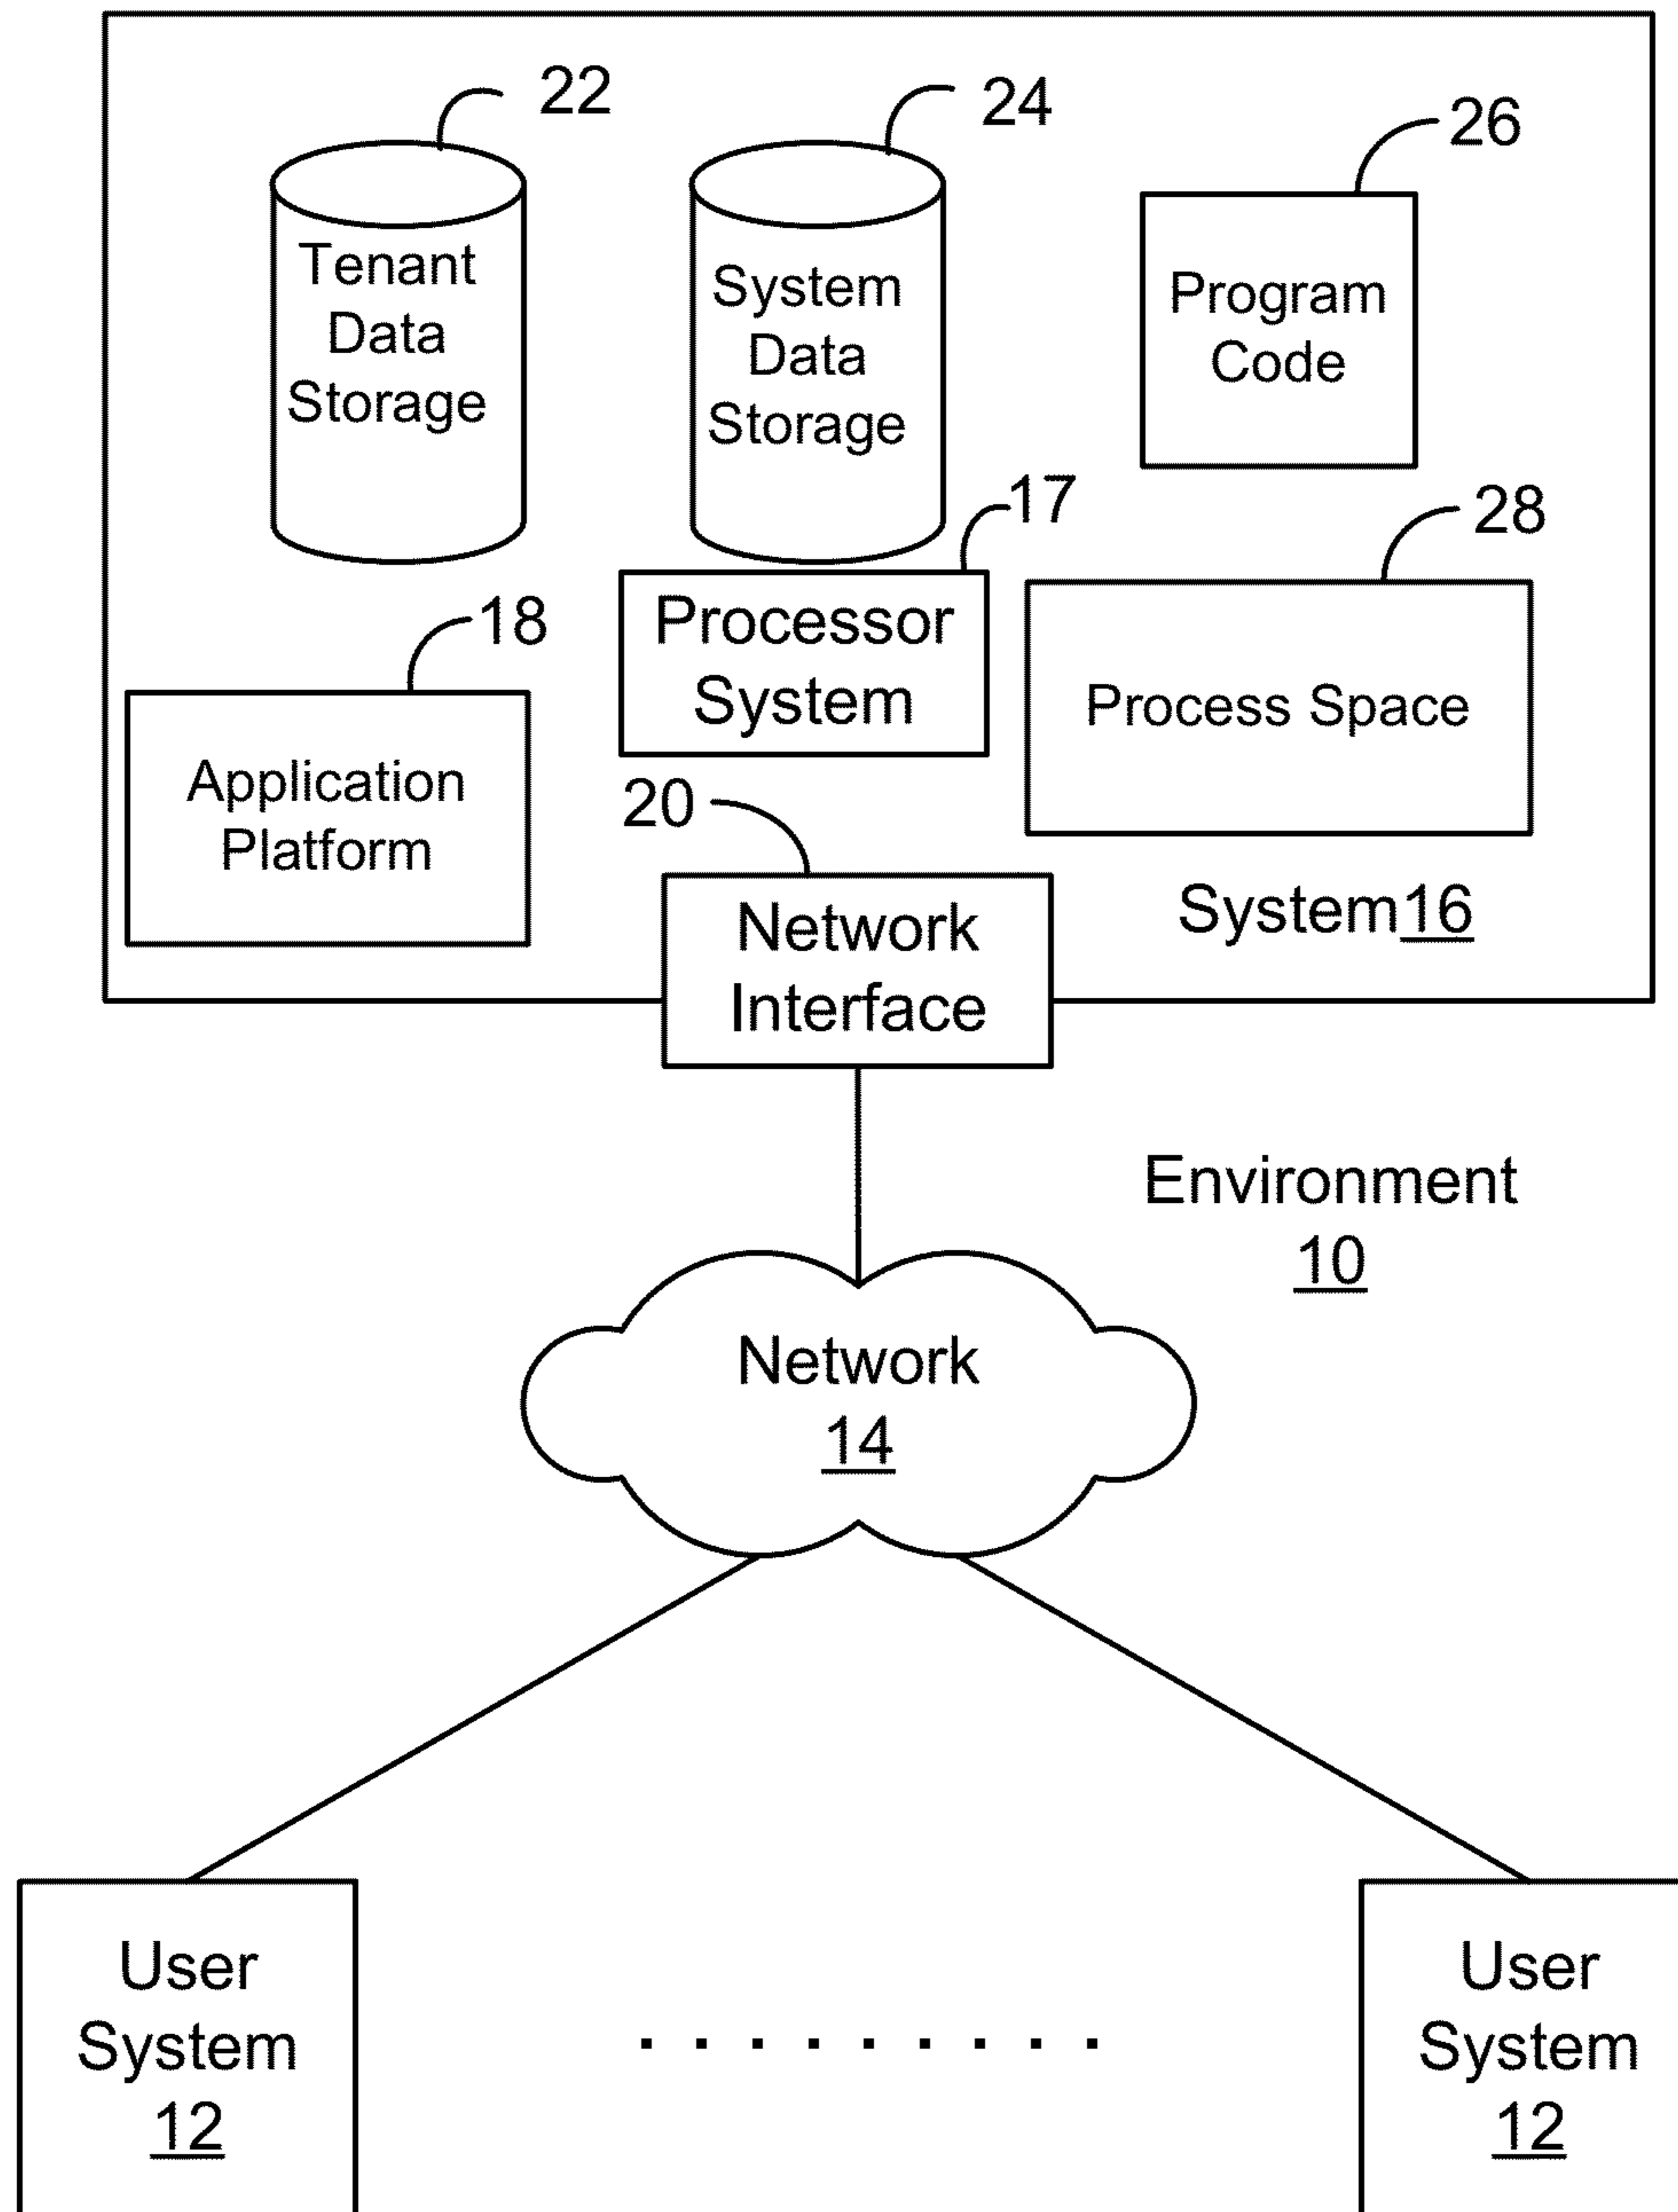 22
24
26
Tenant
Data
Storage
System
Data
Storage
Program
Code
17
28
18
Processor
System
Process Space
Application
Platform
20
Network
Interface
System16
Environment
10
Network
14
User
System
12
. . . . . . . . .
User
System
12